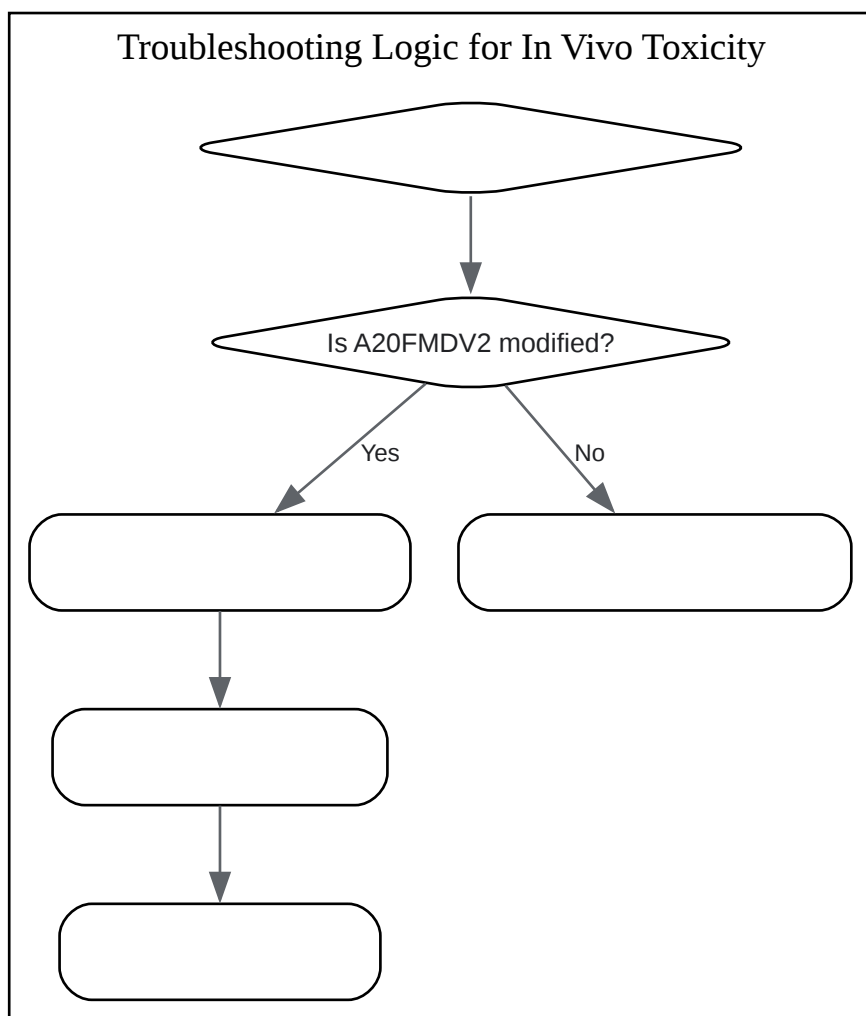 Troubleshooting Logic for In Vivo Toxicity
Is A20FMDV2 modified?
Yes
No